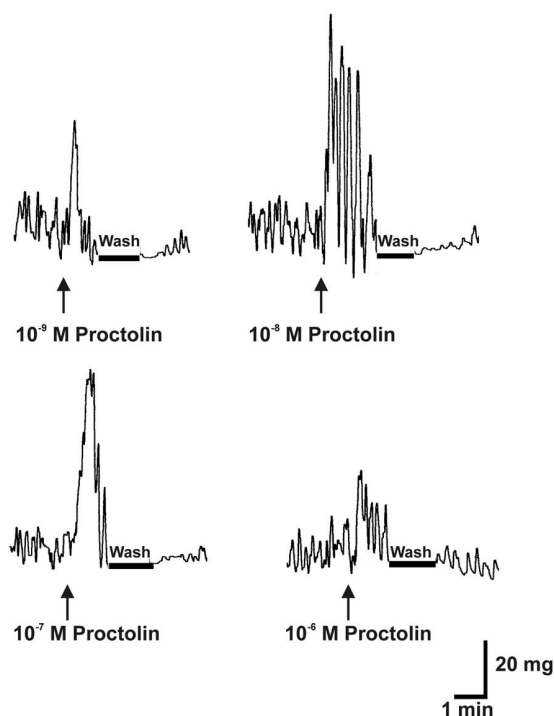 Wash
Wash
10⁻⁹ M Proctolin
10⁻⁸ M Proctolin
Wash
Wash
10⁻⁷ M Proctolin
10⁻⁶ M Proctolin
20 mg
1 min